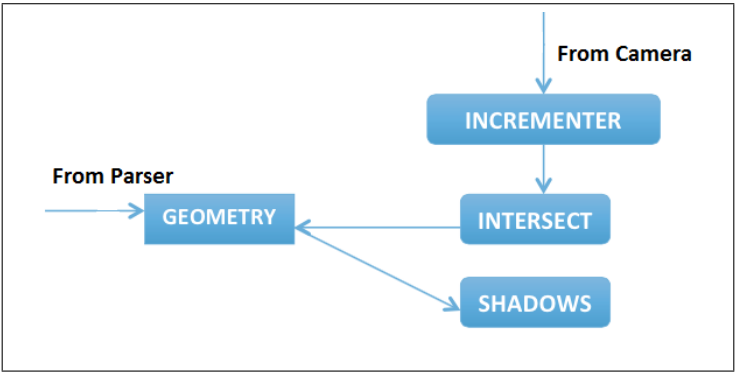 From Camera
INCREMENTER
From Parser
GEOMETRY
INTERSECT
SHADOWS